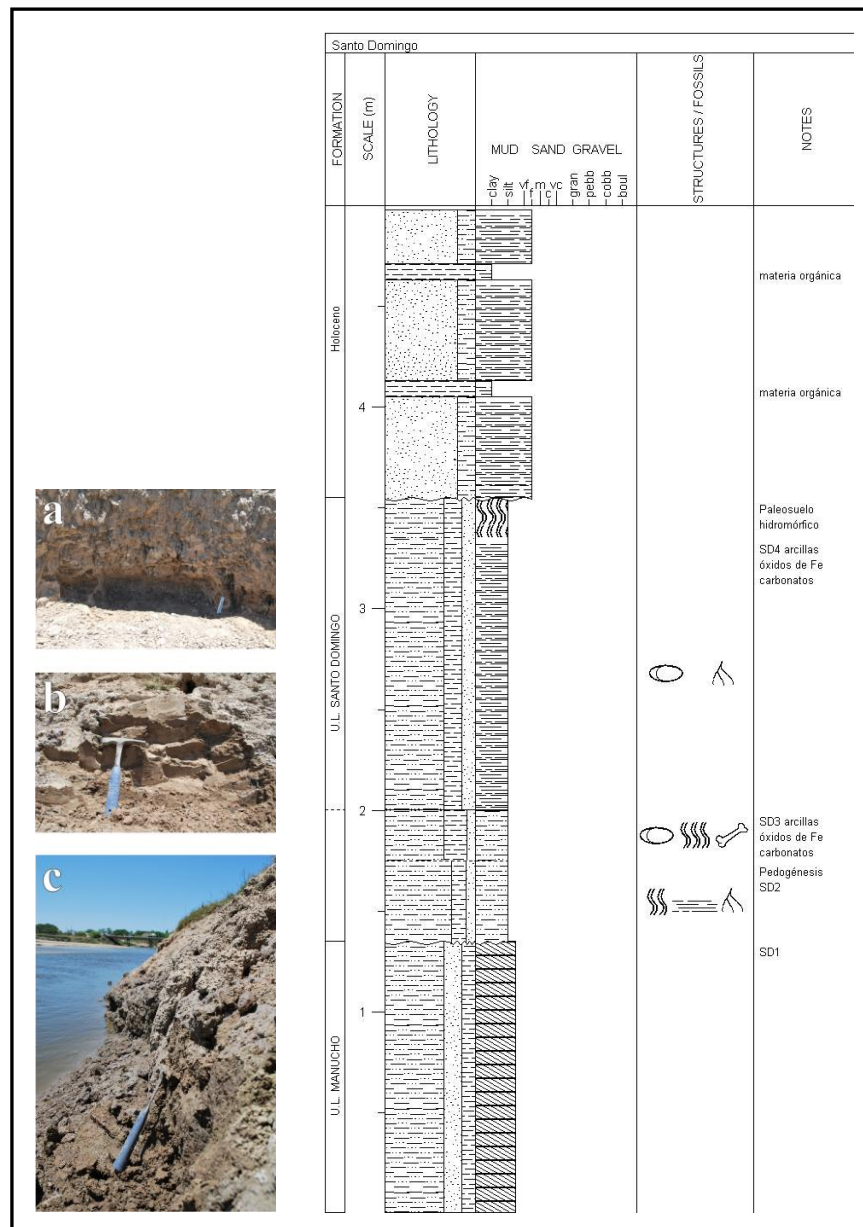 Santo Domingo
FORMATION
SCALE (m)
LITHOLOGY
MUD SAND GRAVEL
clay
silt
vf
f
m
c
vc
gran
pebb
cobb
boul
STRUCTURES / FOSSILS
NOTES
Holoceno
materia orgánica
4
materia orgánica
a
U.L. SANTO DOMINGO
Paleosuelo
hidromórfico
SD4 arcillas
óxidos de Fe
carbonatos
3
b
2
SD3 arcillas
óxidos de Fe
carbonatos
Pedogénesis
SD2
c
U.L. MANUCHO
SD1
1